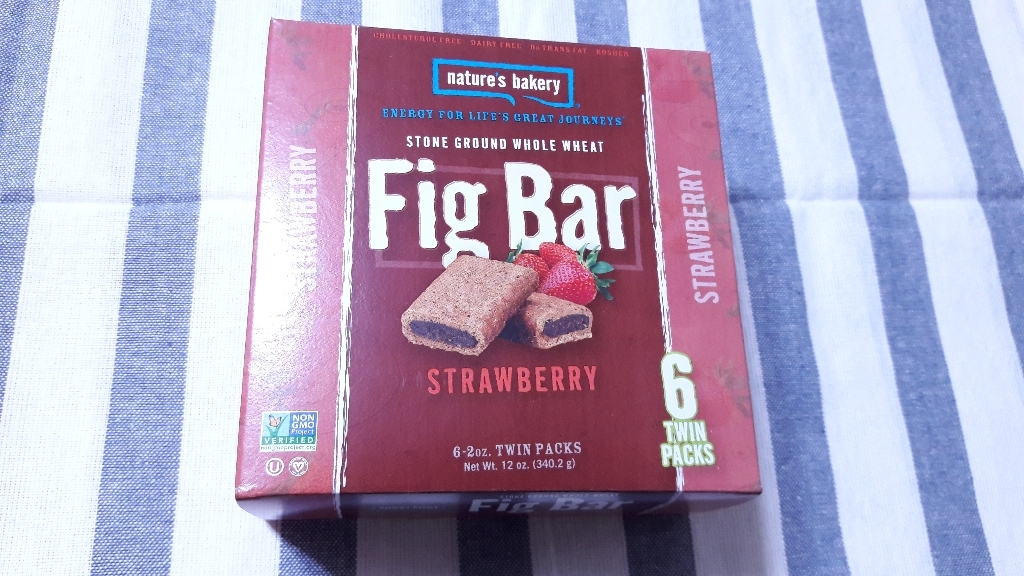 CHOLESTEROL FREE DAIRY FREE 0g TRANS FAT KOSHER
nature's bakery
ENERGY FOR LIFE'S GREAT JOURNEYS
STONE GROUND WHOLE WHEAT
Fig Bar
STRAWBERRY
STRAWBERRY
STRAWBERRY
6
TWIN
PACKS
NON
GMO
Project
VERIFIED
nongmoproject.org
U
V
6-2oz. TWIN PACKS
Net Wt. 12 oz. (340.2 g)
Fig Bar